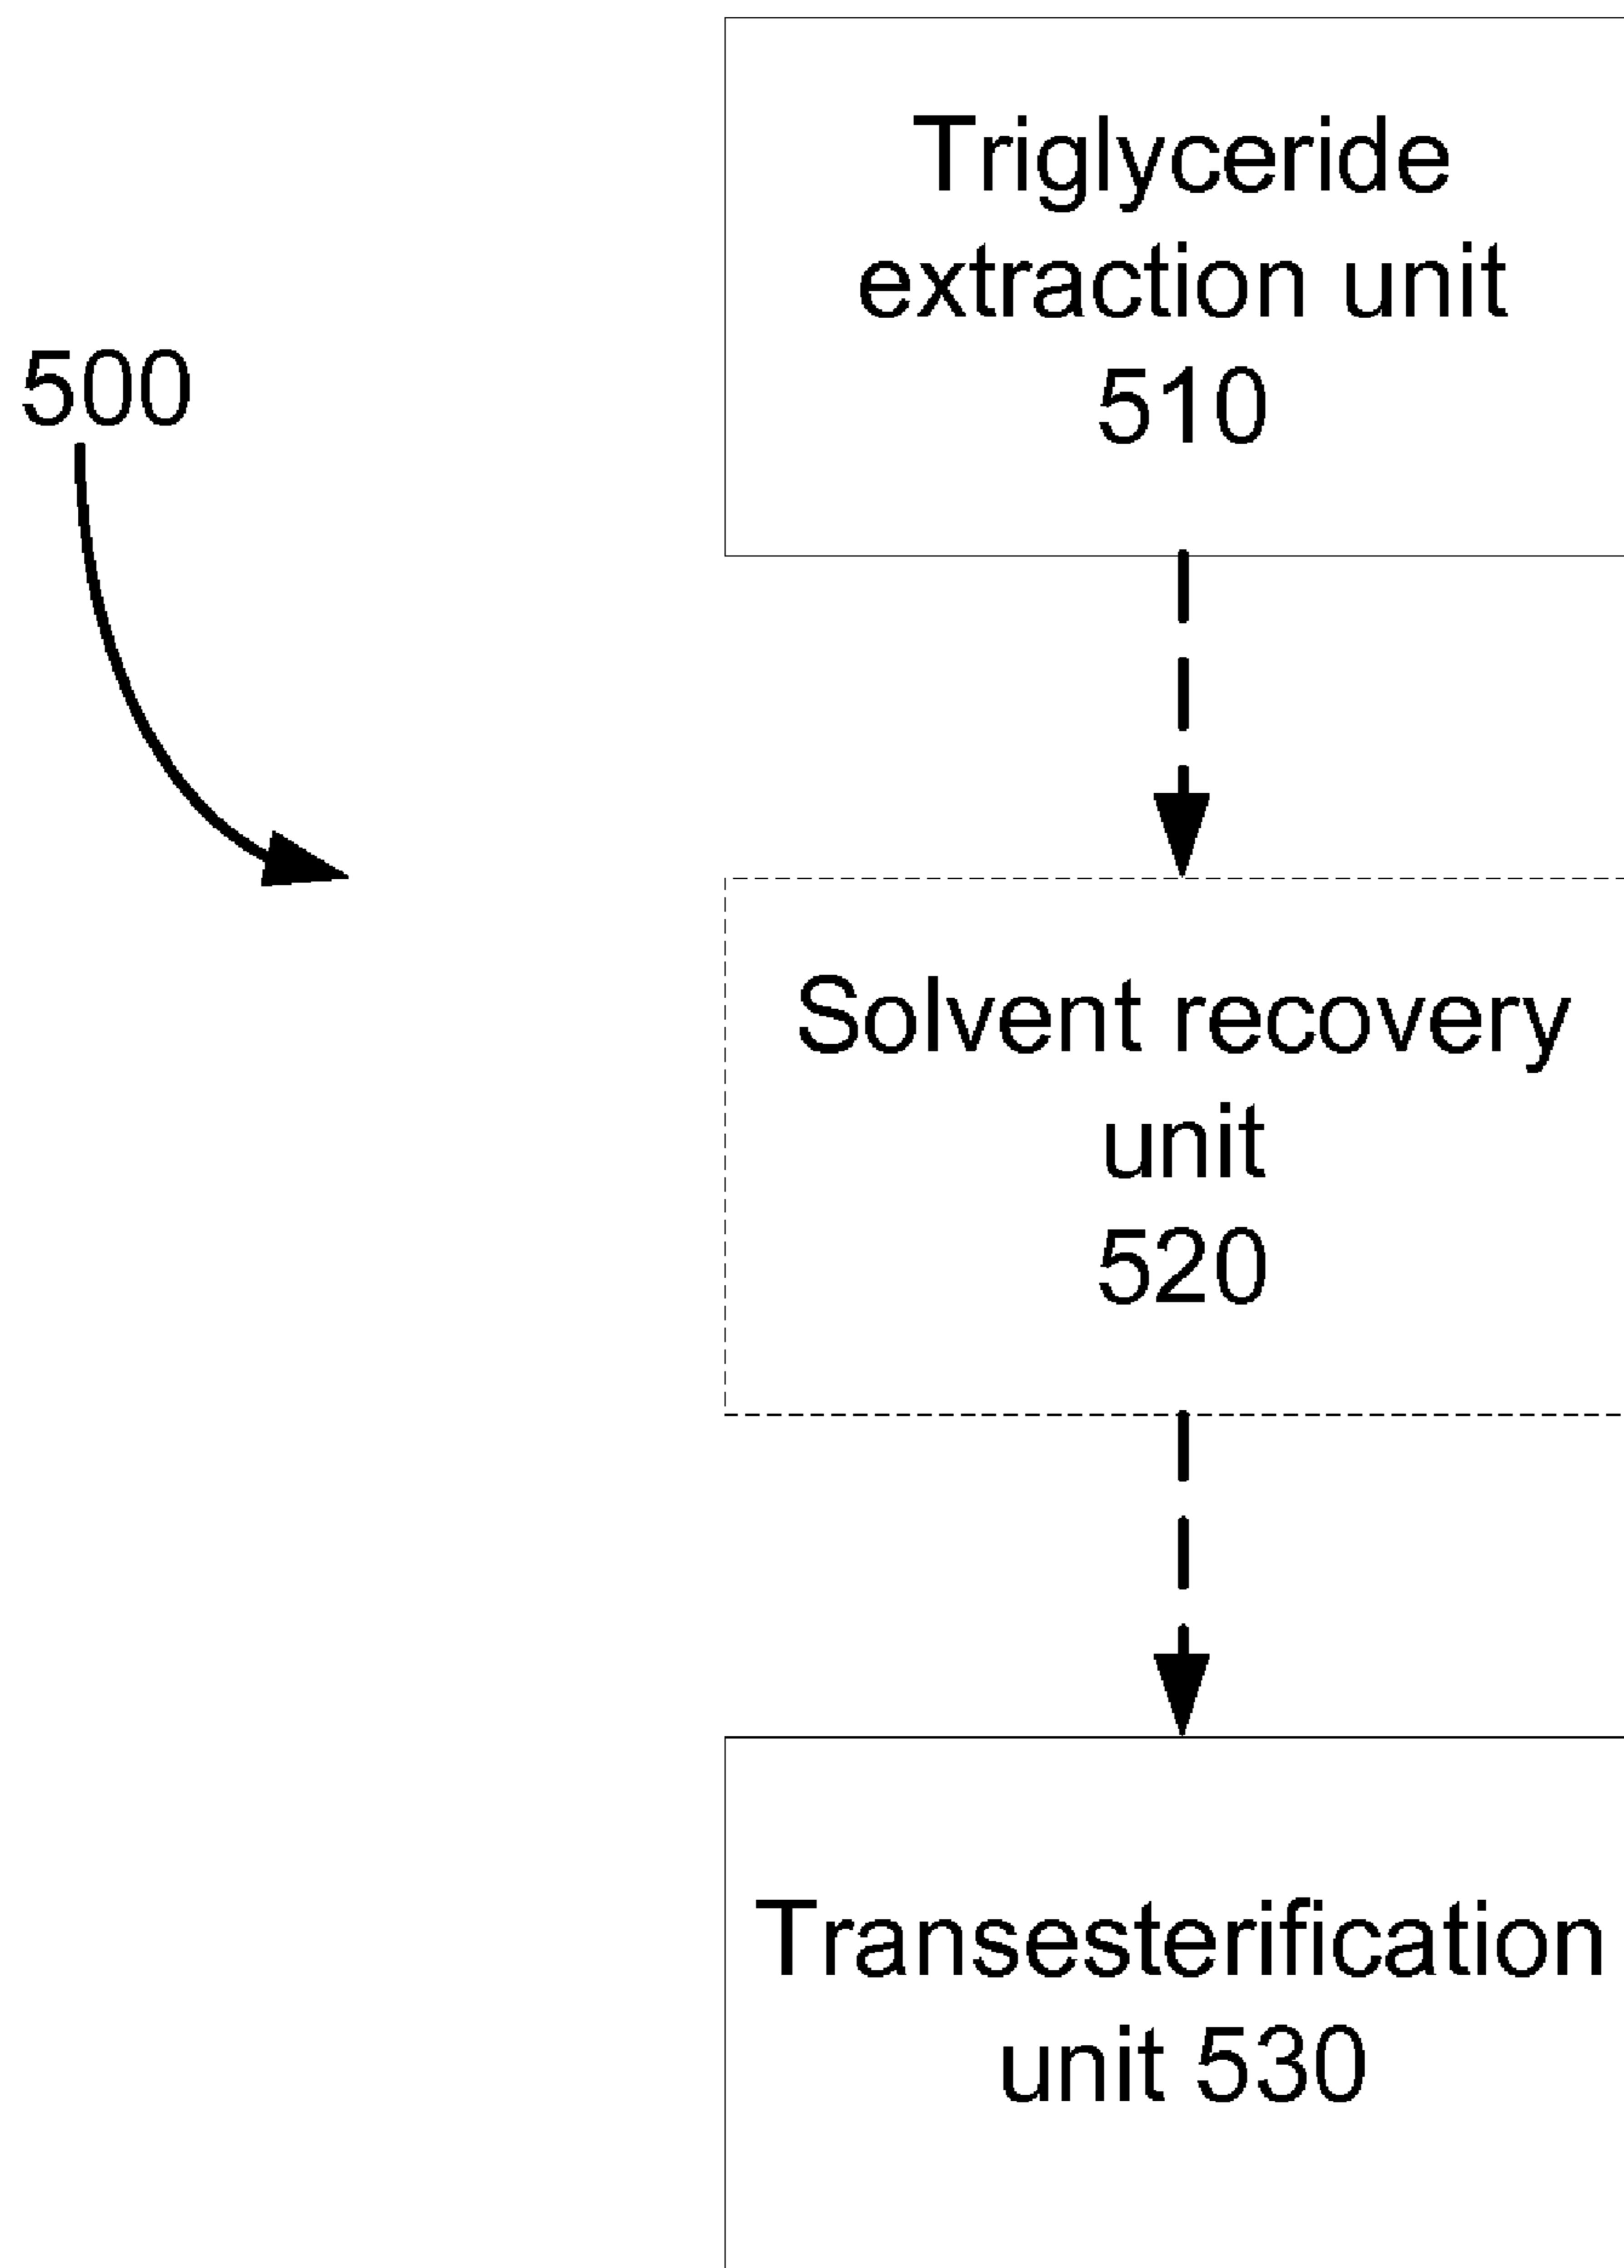 Triglyceride
extraction unit
510
500
Solvent recovery
unit
520
Transesterification
unit 530